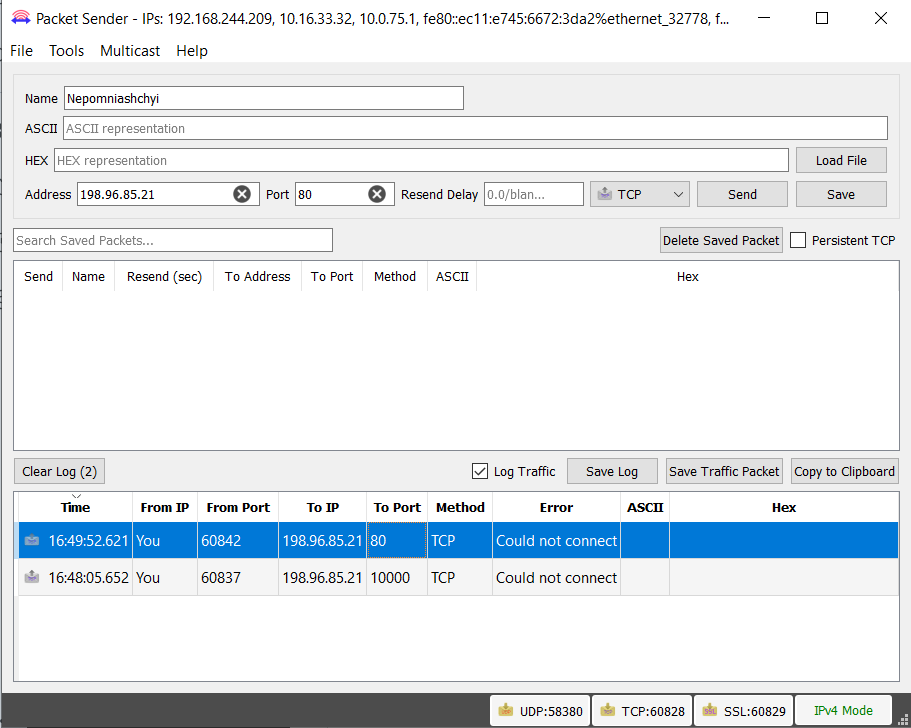 Packet Sender - IPs: 192.168.244.209, 10.16.33.32, 10.0.75.1, fe80::ec11:e745:6672:3da2%ethernet_32778, f...
File Tools Multicast Help
Name Nepomniashchyi
ASCII ASCII representation
HEX HEX representation Load File
Address 198.96.85.21 Port 80 Resend Delay 0.0/blan... TCP Send Save
Search Saved Packets... Delete Saved Packet Persistent TCP
Send Name Resend (sec) To Address To Port Method ASCII Hex
Clear Log (2) Log Traffic Save Log Save Traffic Packet Copy to Clipboard
Time From IP From Port To IP To Port Method Error ASCII Hex
16:49:52.621 You 60842 198.96.85.21 80 TCP Could not connect
16:48:05.652 You 60837 198.96.85.21 10000 TCP Could not connect
UDP:58380 TCP:60828 SSL:60829 IPv4 Mode